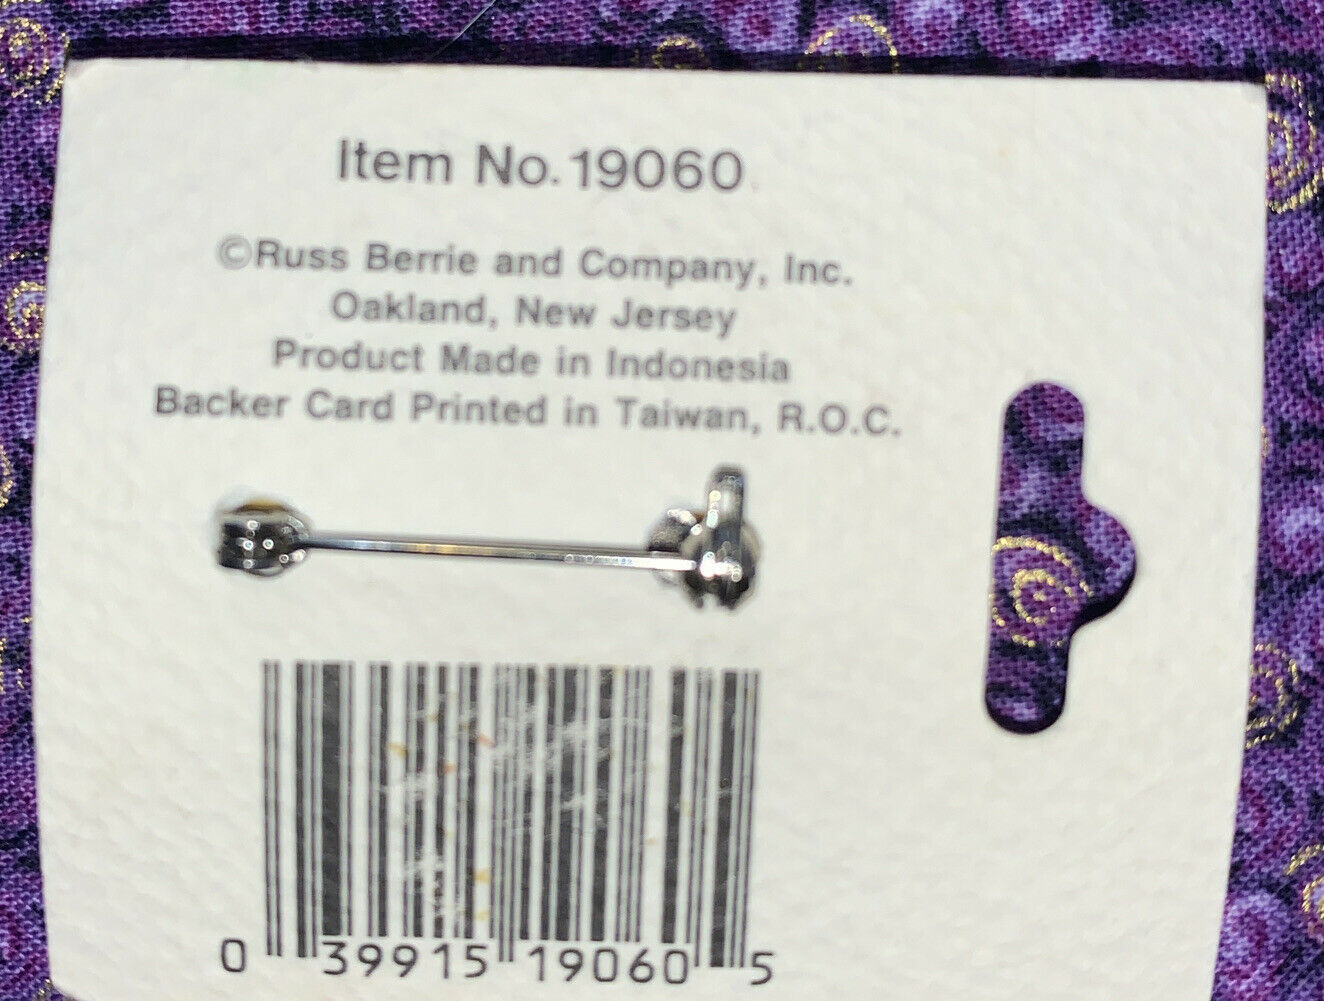 Item No. 19060
©Russ Berrie and Company, Inc.
Oakland, New Jersey
Product Made in Indonesia
Backer Card Printed in Taiwan, R.O.C.
0 39915 19060 5